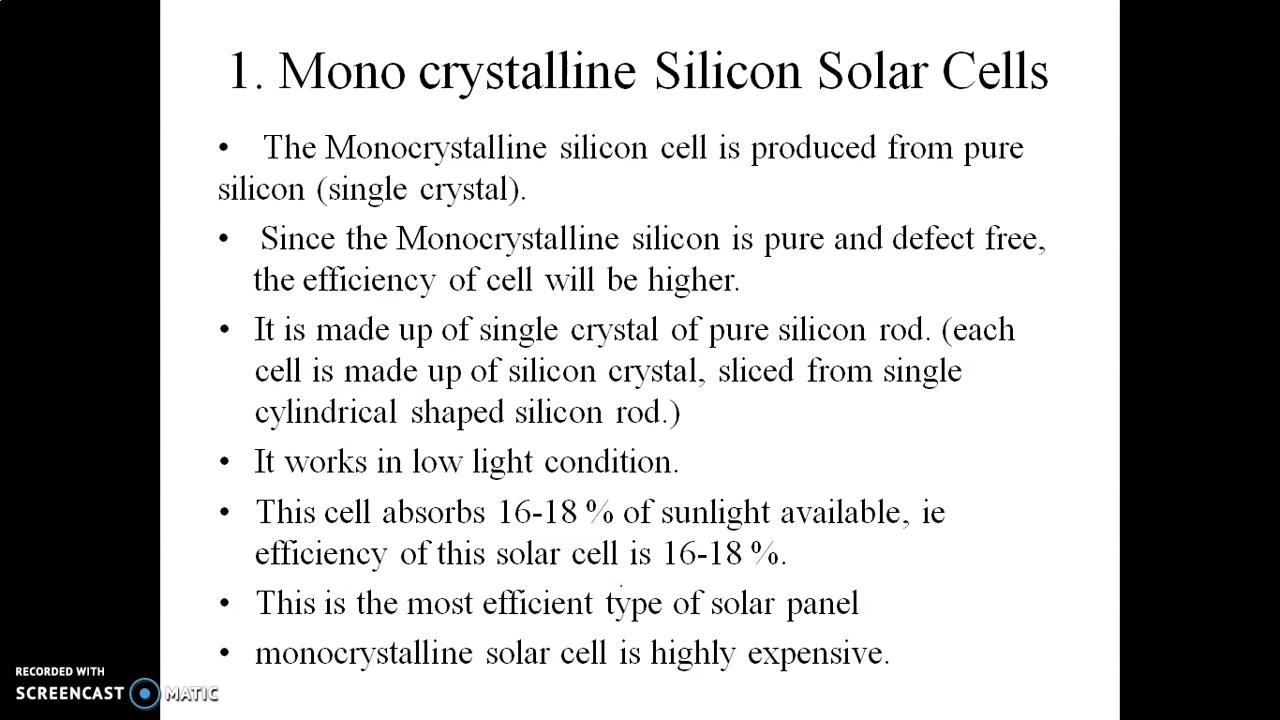 1. Mono crystalline Silicon Solar Cells
• The Monocrystalline silicon cell is produced from pure
silicon (single crystal).
• Since the Monocrystalline silicon is pure and defect free,
the efficiency of cell will be higher.
• It is made up of single crystal of pure silicon rod. (each
cell is made up of silicon crystal, sliced from single
cylindrical shaped silicon rod.)
• It works in low light condition.
• This cell absorbs 16-18 % of sunlight available, ie
efficiency of this solar cell is 16-18 %.
• This is the most efficient type of solar panel
• monocrystalline solar cell is highly expensive.
RECORDED WITH
SCREENCAST MATIC